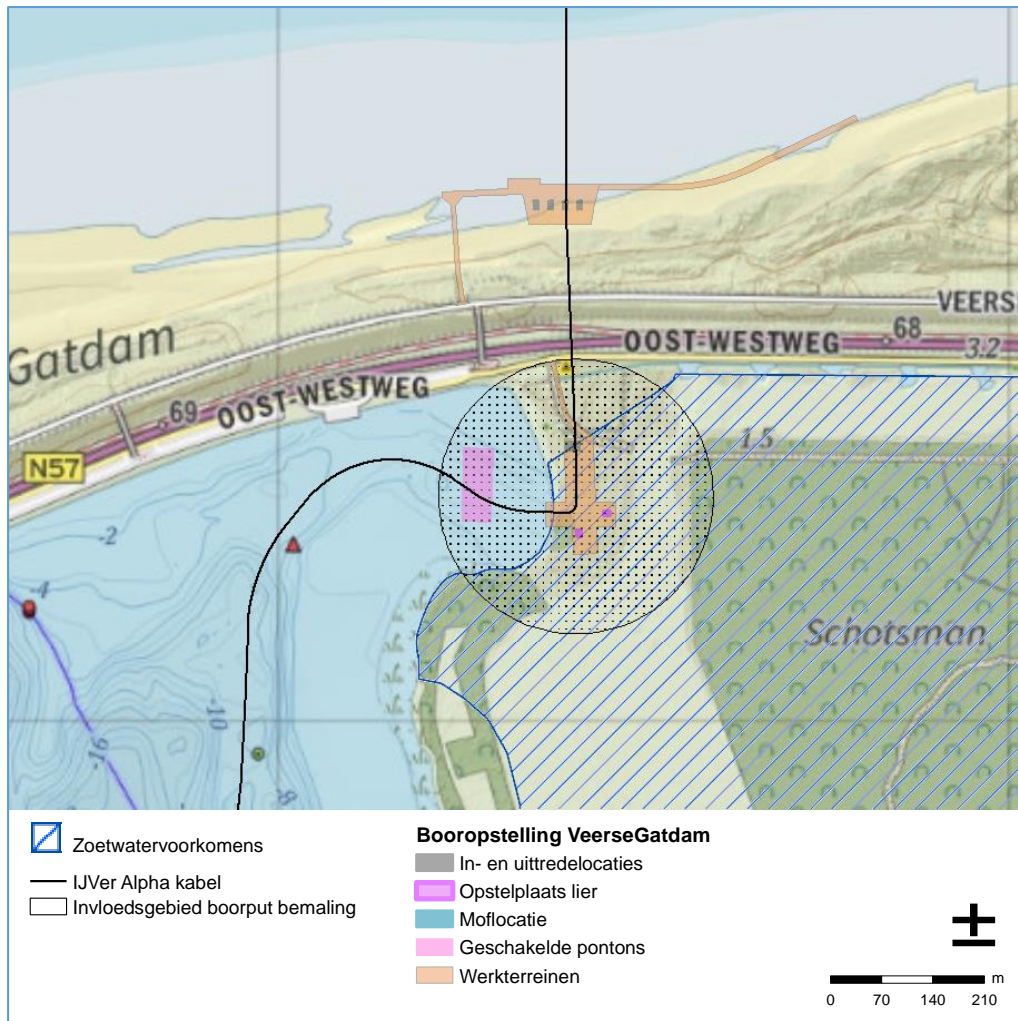 VEERS
Gatdam
OOST-WESTWEG
68
3.2
69
OOST-WESTWEG
N57
1.5
-2
-4
Schotsman
-10
-16
-8
Zoetwatervoorkomens
IJVer Alpha kabel
Invloedsgebied boorput bemaling
Booropstelling VeerseGatdam
In- en uittredelocaties
Opstelplaats lier
Moflocatie
Geschakelde pontons
Werkterreinen
m
0 70 140 210